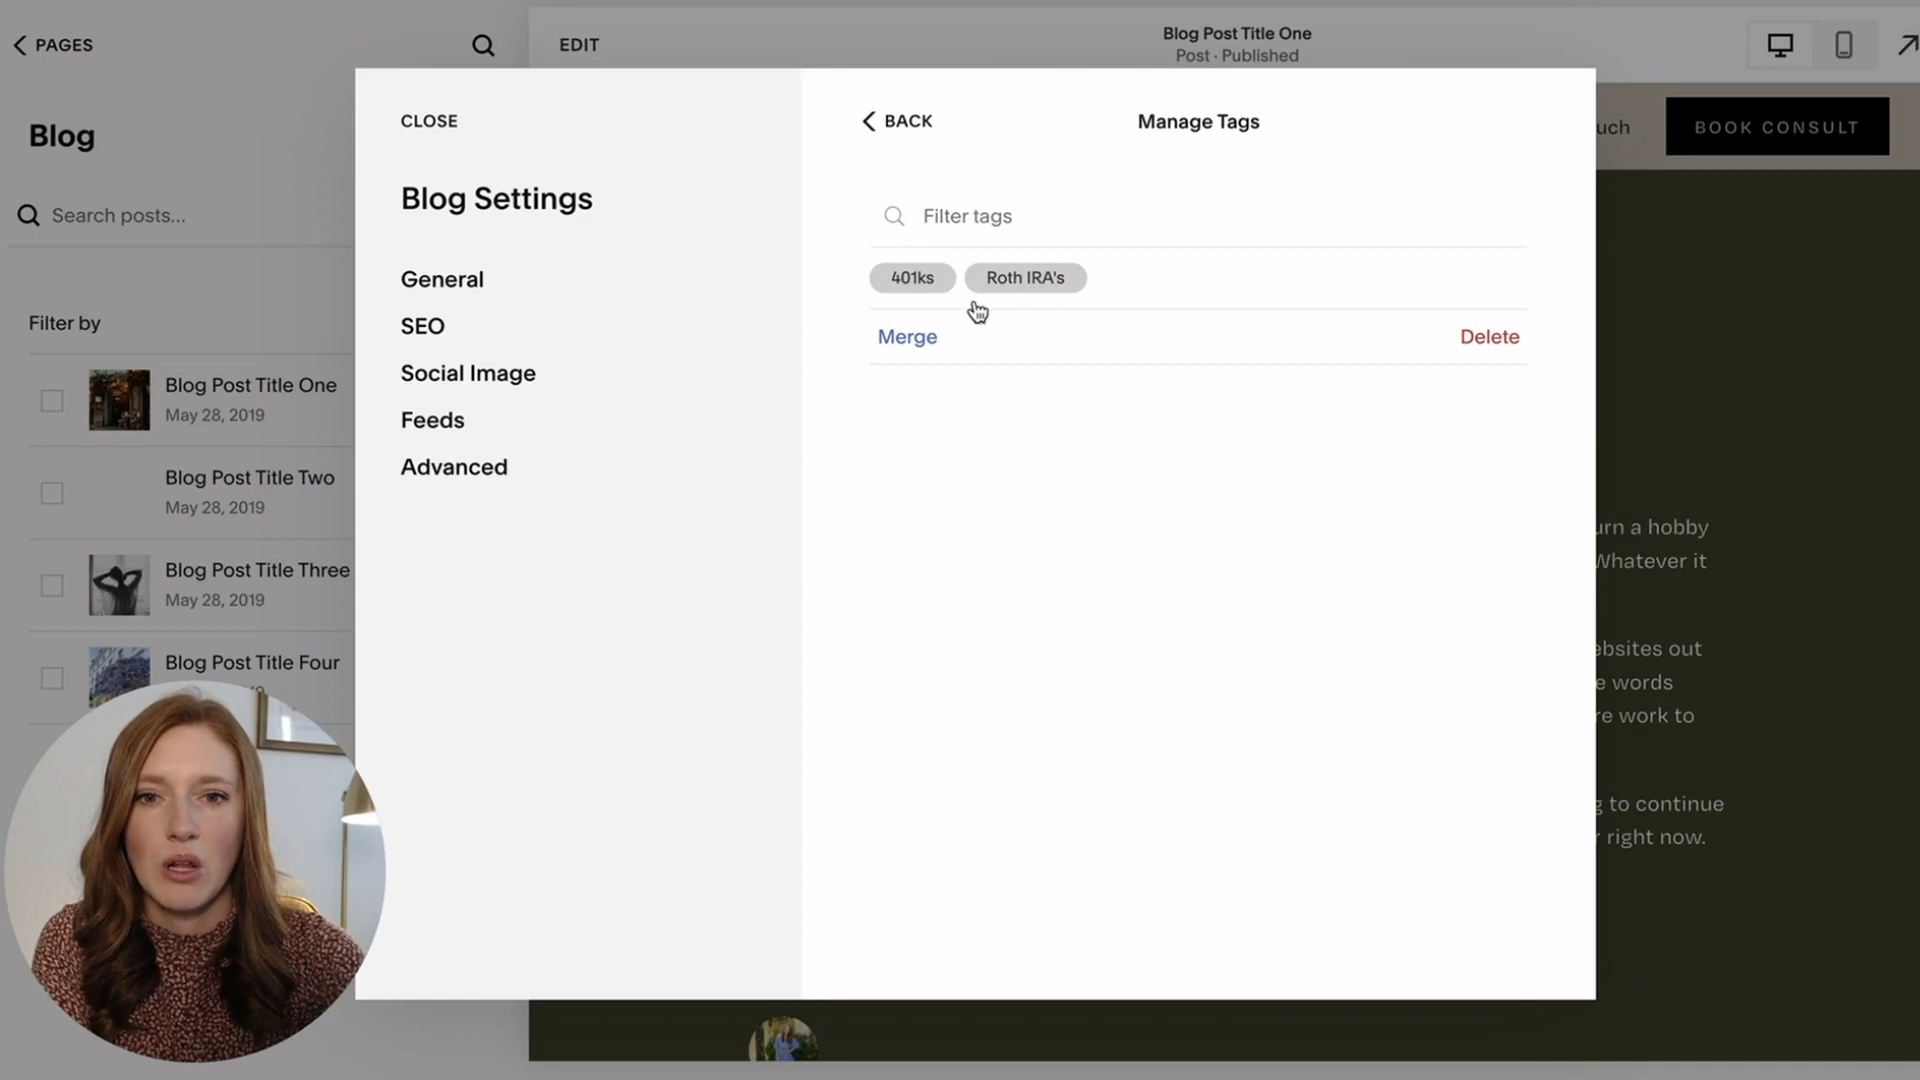 PAGES
EDIT
Blog Post Title One
Post · Published
Blog
Search posts...
Filter by
Blog Post Title One
May 28, 2019
Blog Post Title Two
May 28, 2019
Blog Post Title Three
May 28, 2019
Blog Post Title Four
CLOSE
Blog Settings
General
SEO
Social Image
Feeds
Advanced
BACK
Manage Tags
Filter tags
401ks
Roth IRA's
Merge
Delete
uch
BOOK CONSULT
urn a hobby
Whatever it
ebsites out
e words
re work to
g to continue
r right now.